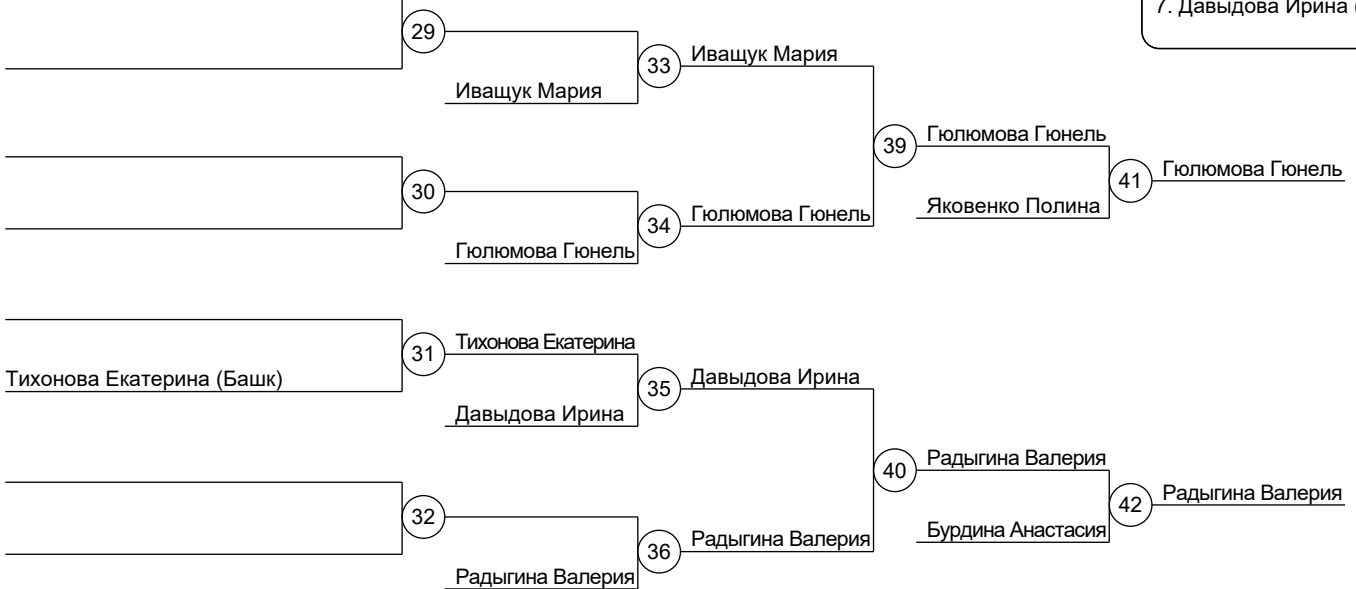 7. Давыдова Ирина (
29
33
Иващук Мария
Иващук Мария
39
Гюлюмова Гюнель
41
Гюлюмова Гюнель
30
34
Гюлюмова Гюнель
Яковенко Полина
Гюлюмова Гюнель
31
Тихонова Екатерина
Тихонова Екатерина (Башк)
35
Давыдова Ирина
Давыдова Ирина
40
Радыгина Валерия
42
Радыгина Валерия
32
36
Радыгина Валерия
Бурдина Анастасия
Радыгина Валерия